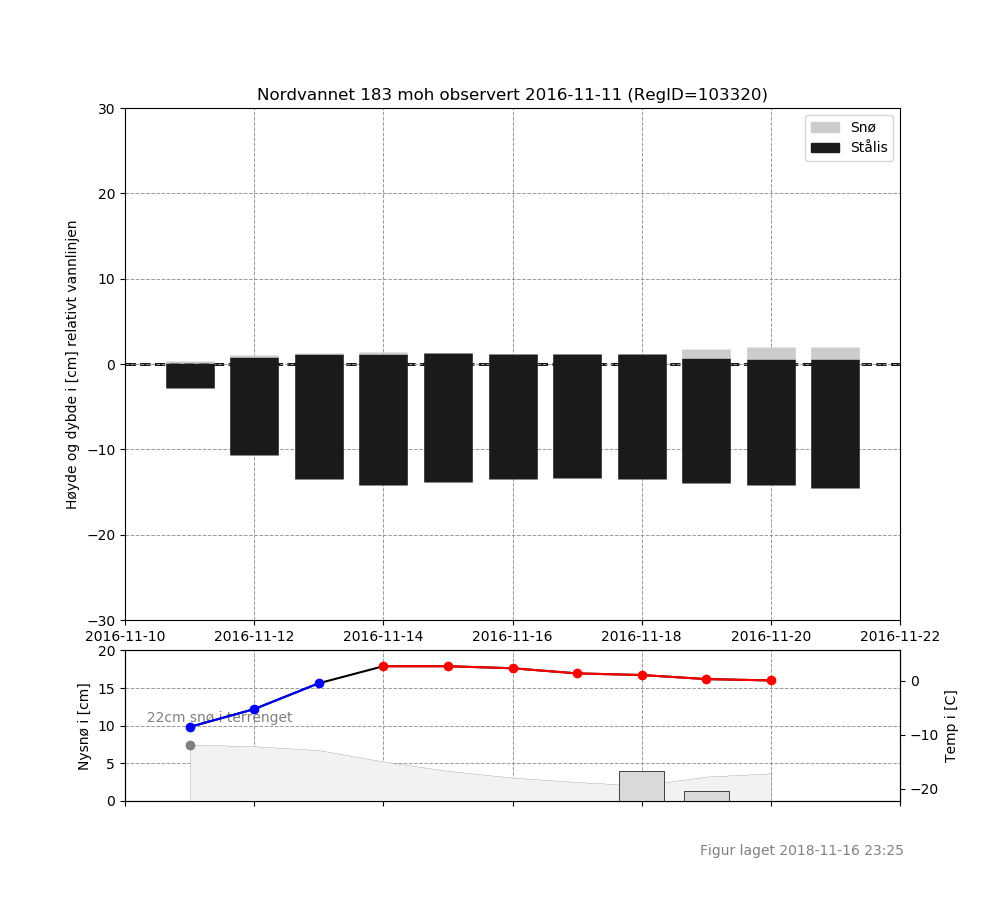 Nordvannet 183 moh observert 2016-11-11 (RegID=103320)
Snø
Stålis
Høyde og dybde i [cm] relativt vannlinjen
30
20
10
0
−10
−20
−30
2016-11-10 2016-11-12 2016-11-14 2016-11-16 2016-11-18 2016-11-20 2016-11-22
Nysnø i [cm]
20
15
10
5
0
22cm snø i terrenget
0
−10
−20
Temp i [C]
Figur laget 2018-11-16 23:25